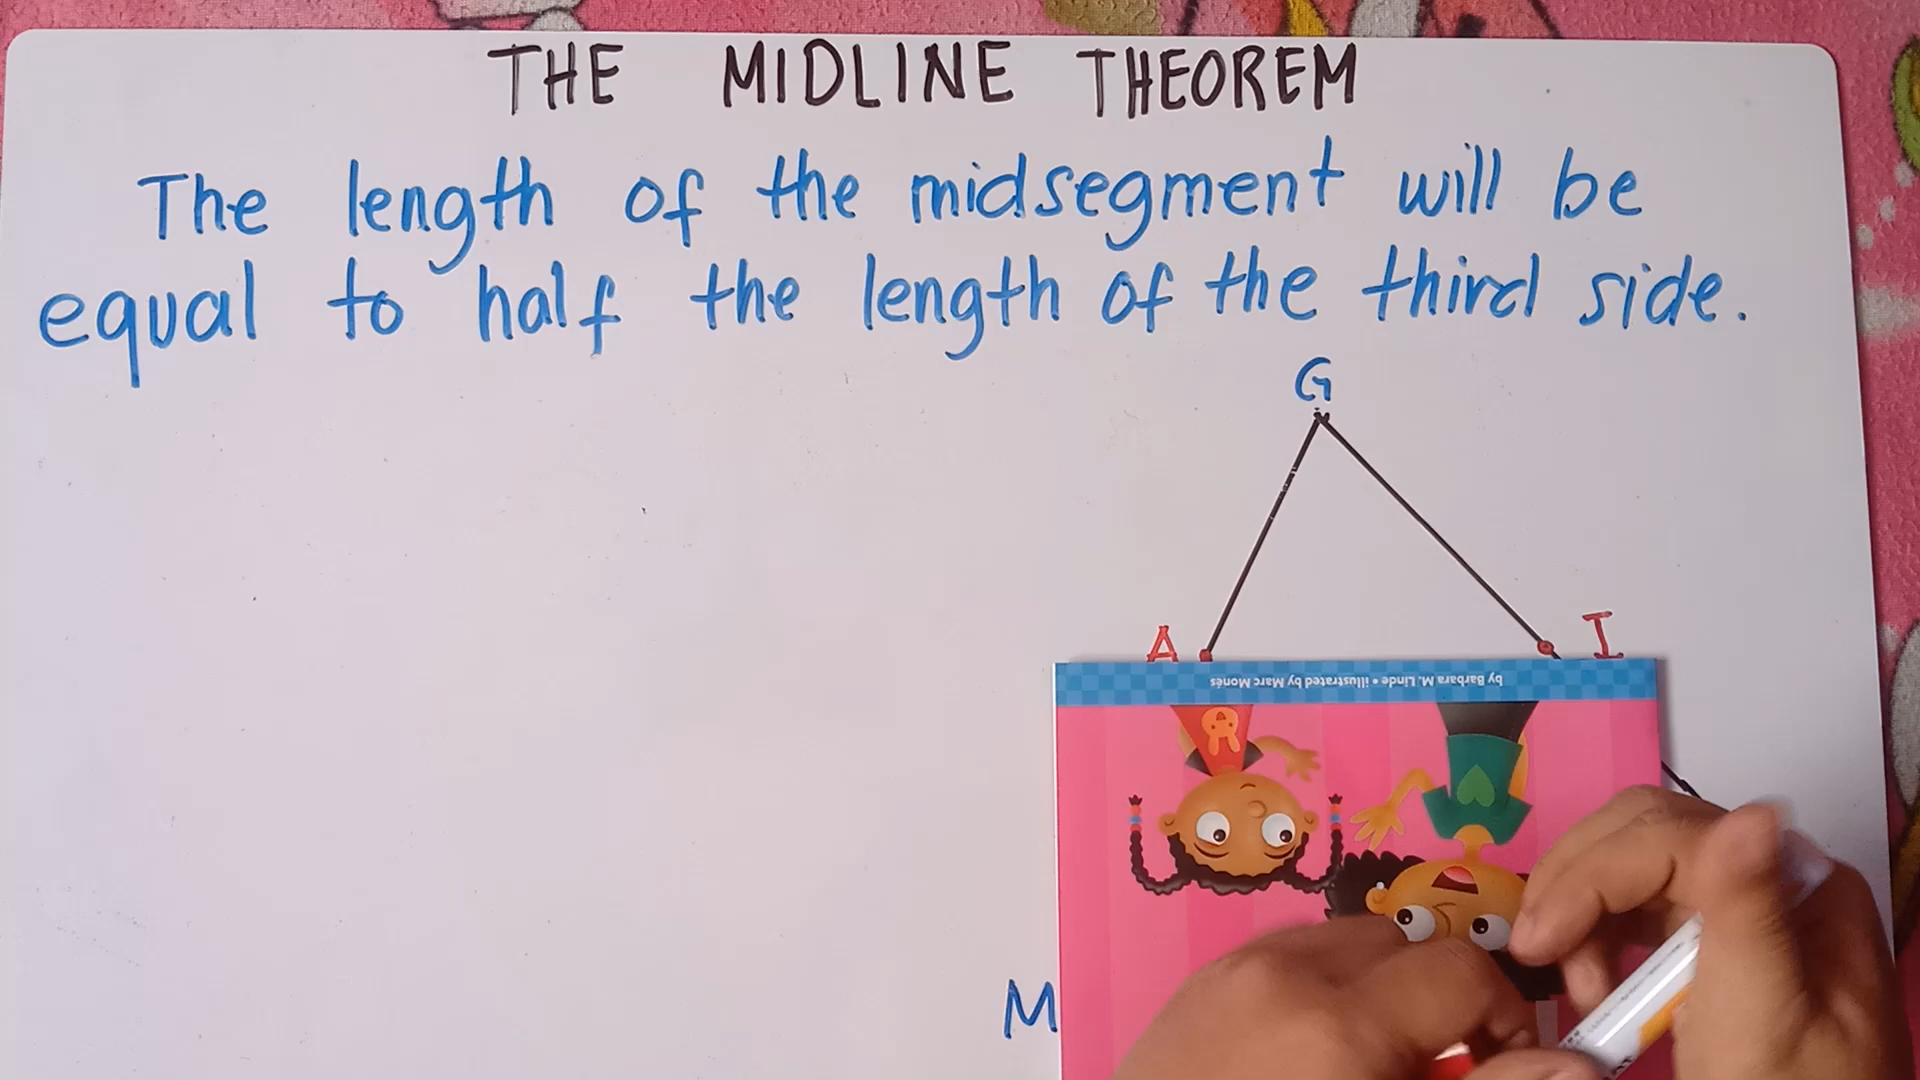 THE MIDLINE THEOREM
The length of the midsegment will be
equal to half the length of the third side.
G
A
I
by Barbara M. Linde • illustrated by Marc Monés
M